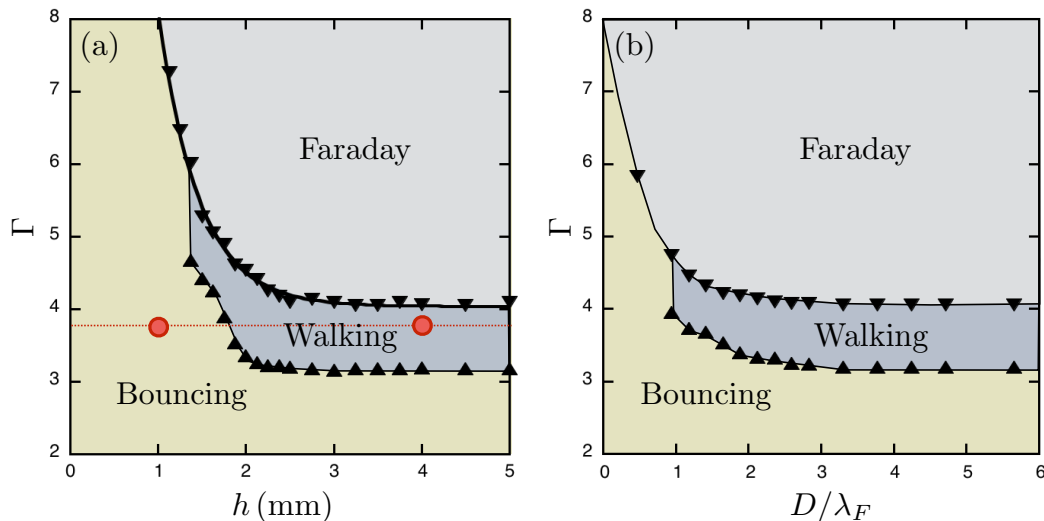 (a)
8
7
6
5
4
3
2
Γ
Faraday
Walking
Bouncing
0 1 2 3 4 5
h (mm)
(b)
8
7
6
5
4
3
2
Γ
Faraday
Walking
Bouncing
0 1 2 3 4 5 6
D/λ_F